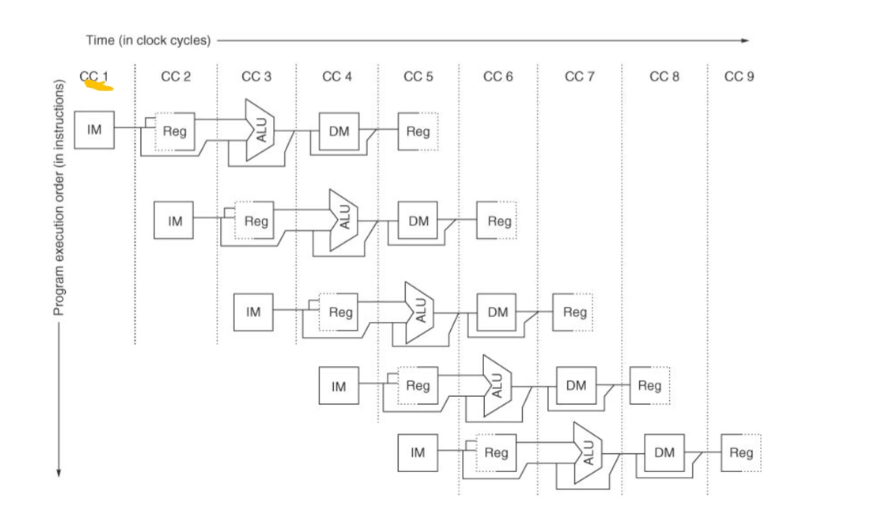 Time (in clock cycles)
CC 1 CC 2 CC 3 CC 4 CC 5 CC 6 CC 7 CC 8 CC 9
Program execution order (in instructions)
IM Reg ALU DM Reg
IM Reg ALU DM Reg
IM Reg ALU DM Reg
IM Reg ALU DM Reg
IM Reg ALU DM Reg